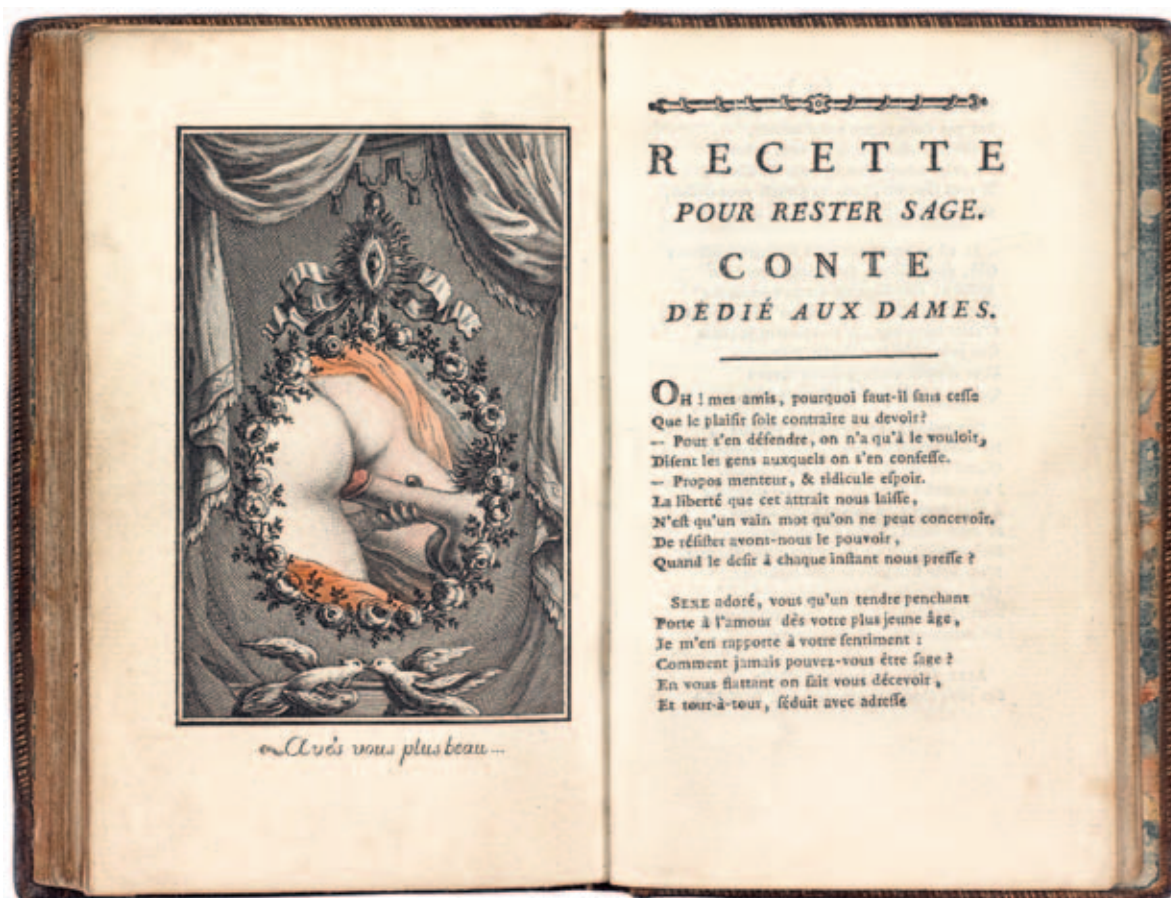 Avés vous plus beau...
RECETTE
POUR RESTER SAGE.
CONTE
DÉDIÉ AUX DAMES.
OH ! mes amis, pourquoi faut-il ſans ceſſe
Que le plaiſir ſoit contraire au devoir?
— Pour s'en défendre, on n'a qu'à le vouloir,
Diſent les gens auxquels on s'en confeſſe.
— Propos menteur, & ridicule eſpoir.
La liberté que cet attrait nous laiſſe,
N'eſt qu'un vain mot qu'on ne peut concevoir.
De réſiſter avons-nous le pouvoir,
Quand le deſir à chaque inſtant nous preſſe ?
SEXE adoré, vous qu'un tendre penchant
Porte à l'amour dès votre plus jeune âge,
Je m'en rapporte à votre ſentiment :
Comment jamais pouvez-vous être ſage ?
En vous flattant on ſait vous décevoir,
Et tour-à-tour, ſéduit avec adreſſe